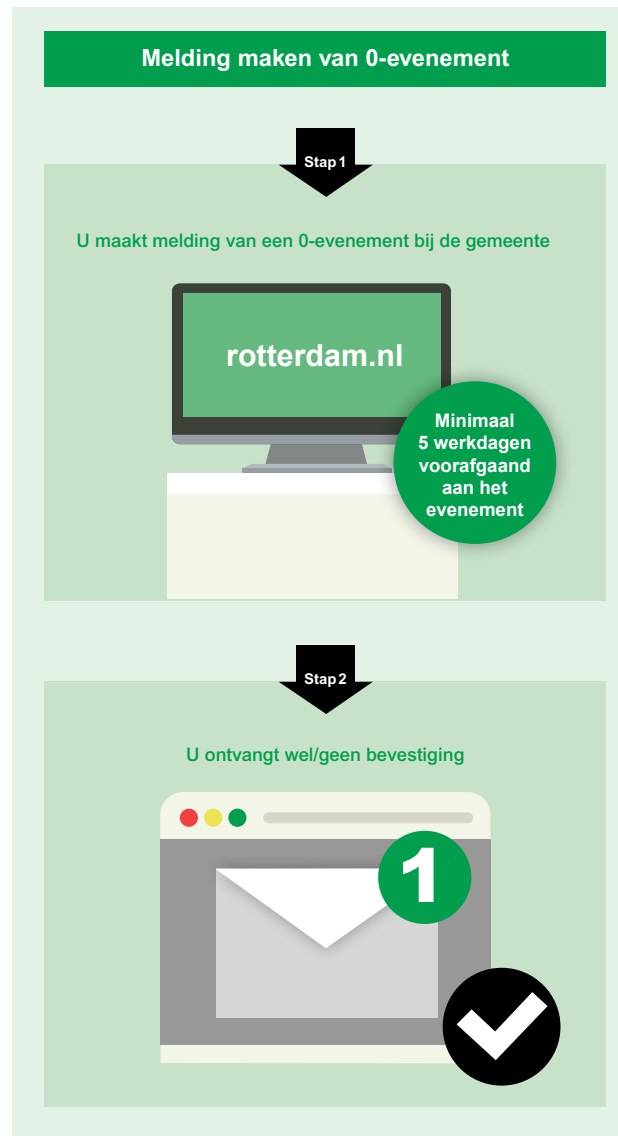 Melding maken van 0-evenement
Stap 1
U maakt melding van een 0-evenement bij de gemeente
rotterdam.nl
Minimaal
5 werkdagen
voorafgaand
aan het
evenement
Stap 2
U ontvangt wel/geen bevestiging
1